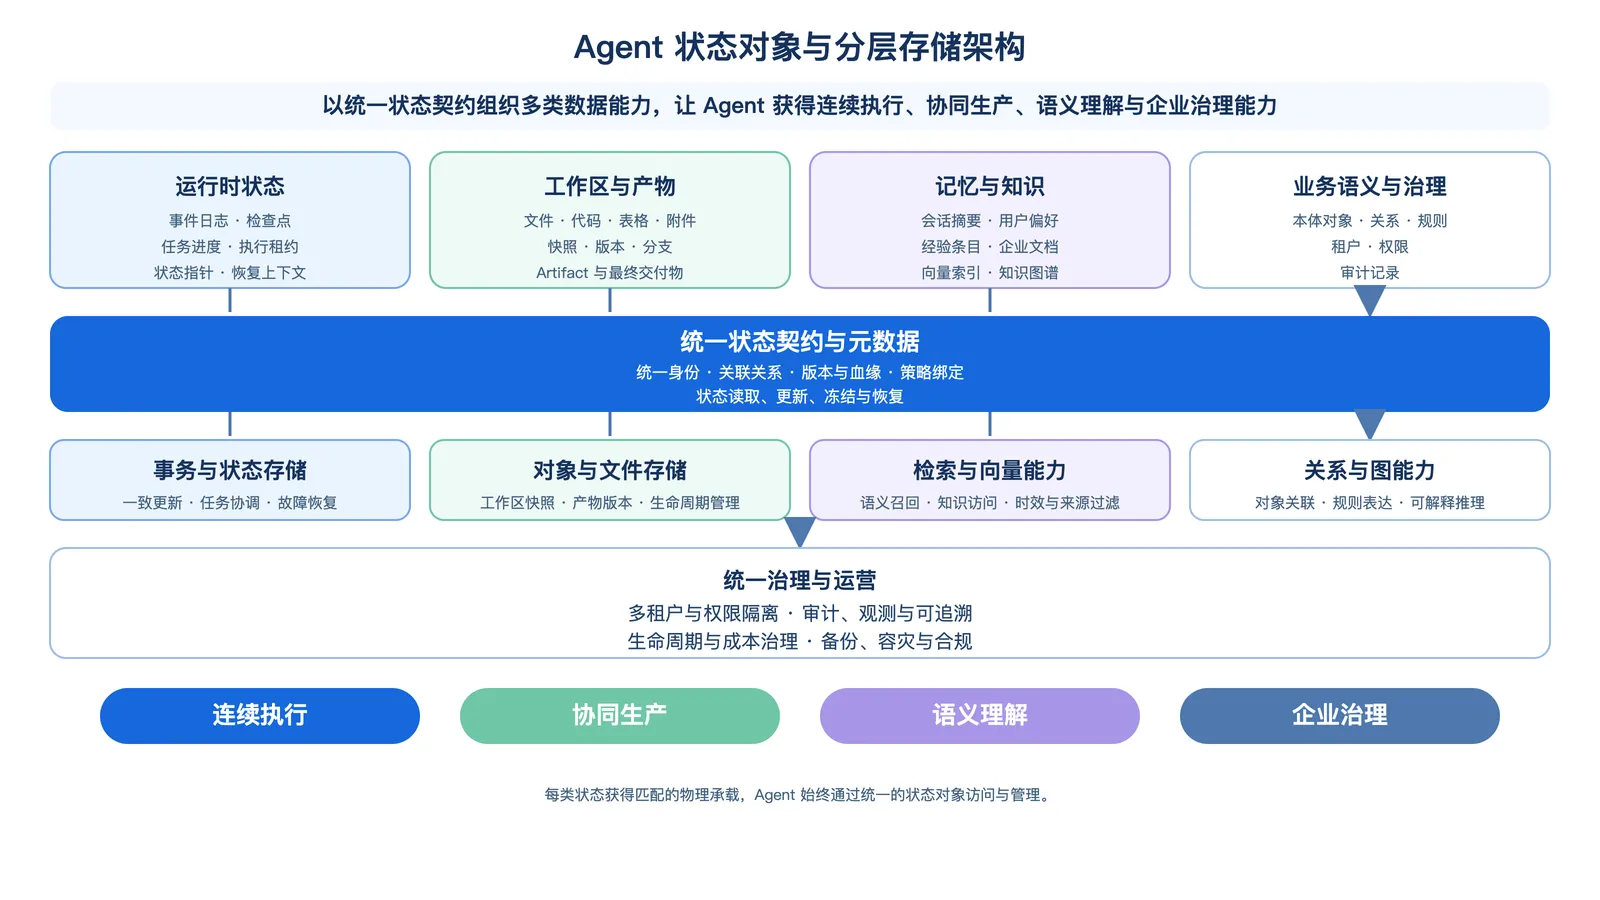 Agent 状态对象与分层存储架构
以统一状态契约组织多类数据能力，让 Agent 获得连续执行、协同生产、语义理解与企业治理能力
运行时状态
事件日志 · 检查点
任务进度 · 执行租约
状态指针 · 恢复上下文
工作区与产物
文件 · 代码 · 表格 · 附件
快照 · 版本 · 分支
Artifact 与最终交付物
记忆与知识
会话摘要 · 用户偏好
经验条目 · 企业文档
向量索引 · 知识图谱
业务语义与治理
本体对象 · 关系 · 规则
租户 · 权限
审计记录
统一状态契约与元数据
统一身份 · 关联关系 · 版本与血缘 · 策略绑定
状态读取、更新、冻结与恢复
事务与状态存储
一致更新 · 任务协调 · 故障恢复
对象与文件存储
工作区快照 · 产物版本 · 生命周期管理
检索与向量能力
语义召回 · 知识访问 · 时效与来源过滤
关系与图能力
对象关联 · 规则表达 · 可解释推理
统一治理与运营
多租户与权限隔离 · 审计、观测与可追溯
生命周期与成本治理 · 备份、容灾与合规
连续执行
协同生产
语义理解
企业治理
每类状态获得匹配的物理承载，Agent 始终通过统一的状态对象访问与管理。